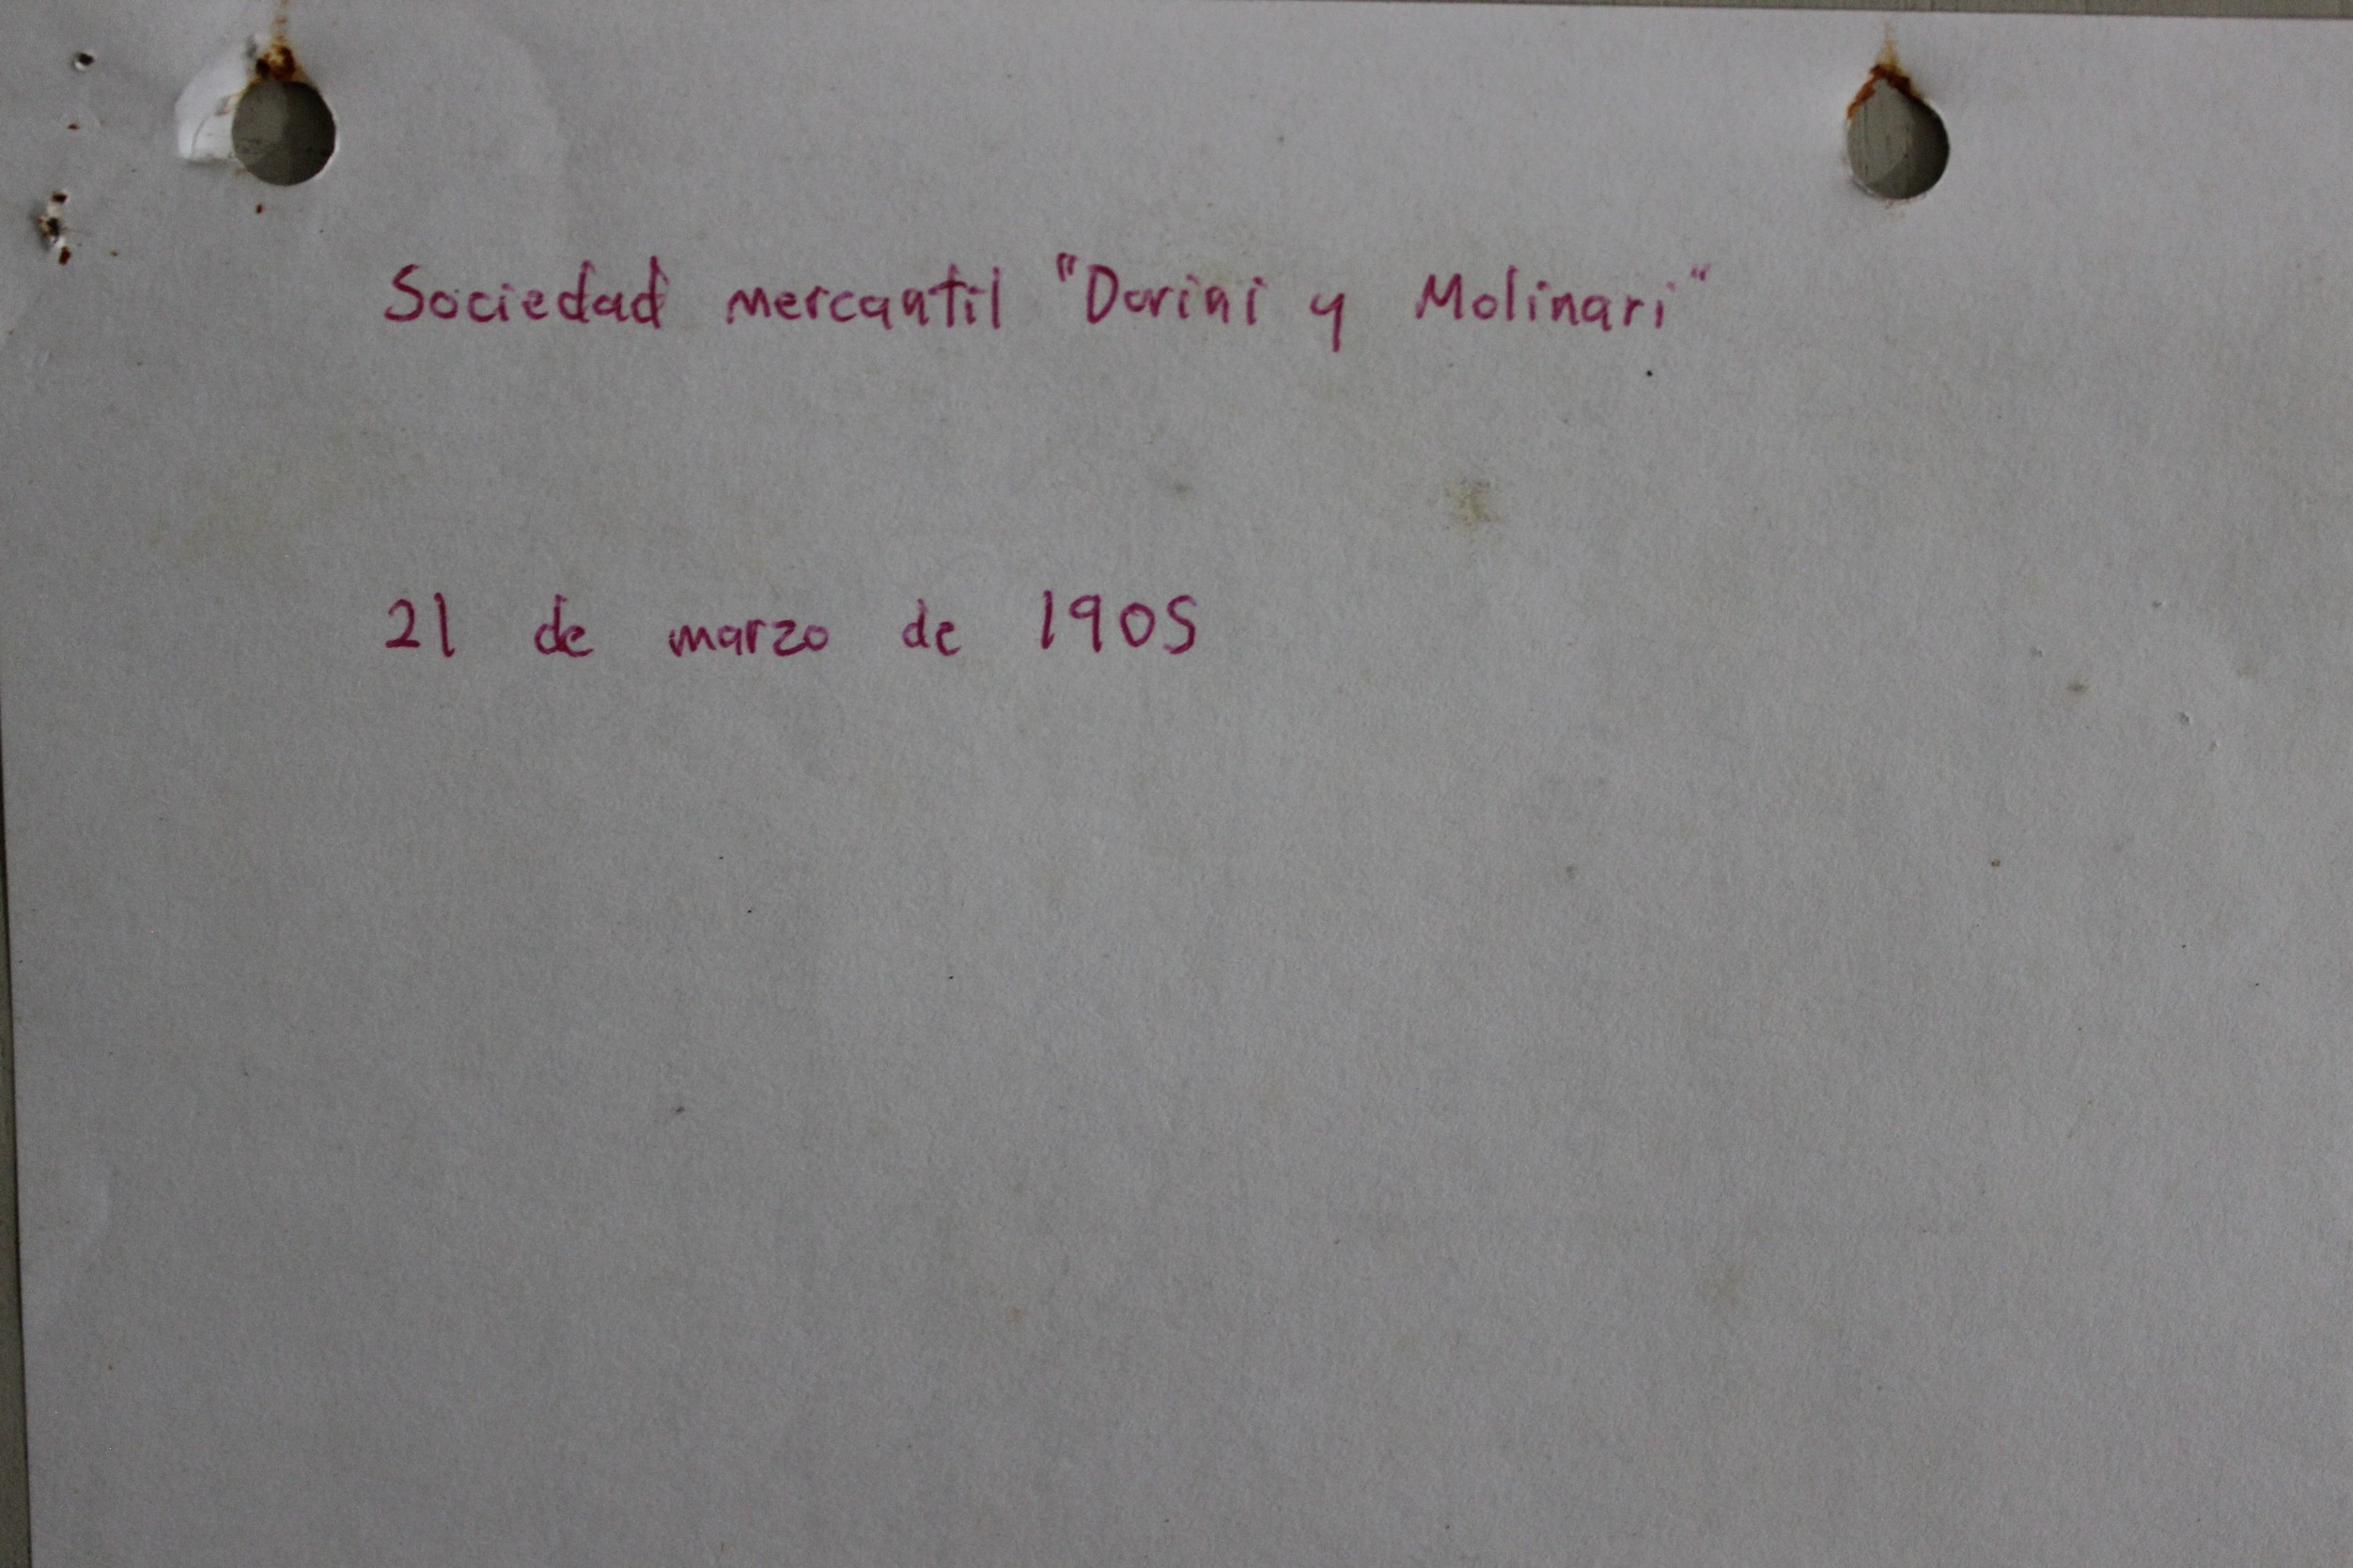 Sociedad mercantil "Dorini y Molinari"
21 de marzo de 1905